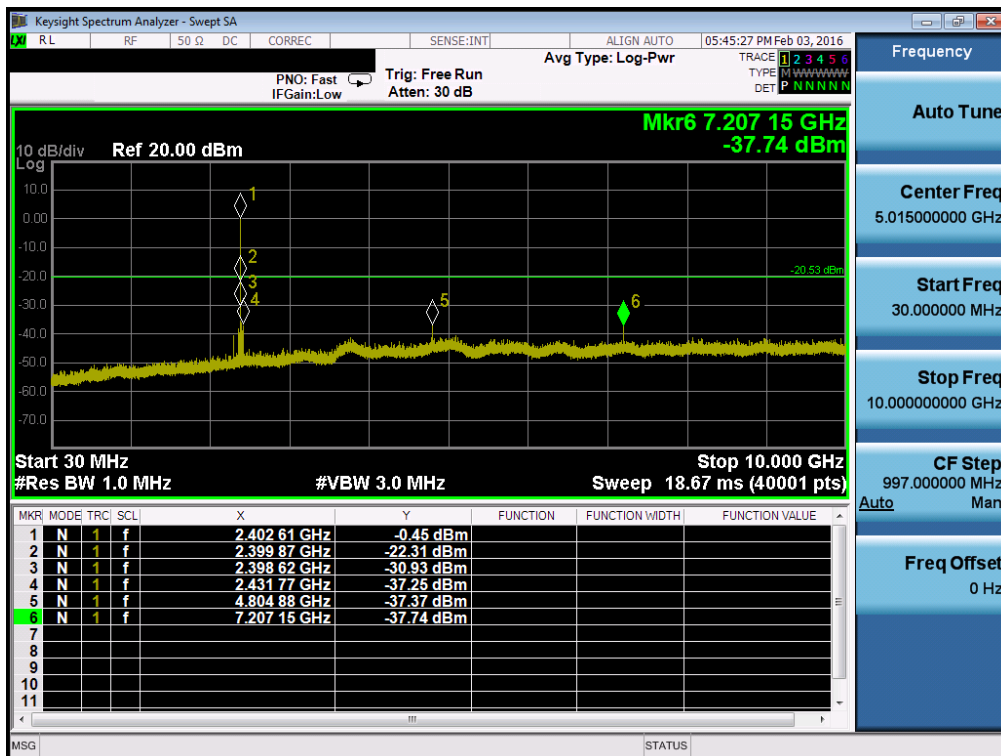 Keysight Spectrum Analyzer - Swept SA
LXI RL RF 50 Ω DC CORREC SENSE:INT ALIGN AUTO 05:45:27 PM Feb 03, 2016
PNO: Fast
IFGain:Low
Trig: Free Run
Atten: 30 dB
Avg Type: Log-Pwr
TRACE 1 2 3 4 5 6
TYPE M WWWWW
DET P N N N N N
Mkr6 7.207 15 GHz
-37.74 dBm
10 dB/div
Log
Ref 20.00 dBm
10.0
0.00
-10.0
-20.0
-30.0
-40.0
-50.0
-60.0
-70.0
1
2
3
4
5
6
-20.53 dBm
Start 30 MHz
Stop 10.000 GHz
#Res BW 1.0 MHz
#VBW 3.0 MHz
Sweep 18.67 ms (40001 pts)
MKR MODE TRC SCL X Y FUNCTION FUNCTION WIDTH FUNCTION VALUE
1 N 1 f 2.402 61 GHz -0.45 dBm
2 N 1 f 2.399 87 GHz -22.31 dBm
3 N 1 f 2.398 62 GHz -30.93 dBm
4 N 1 f 2.431 77 GHz -37.25 dBm
5 N 1 f 4.804 88 GHz -37.37 dBm
6 N 1 f 7.207 15 GHz -37.74 dBm
7
8
9
10
11
MSG
STATUS
Frequency
Auto Tune
Center Freq
5.015000000 GHz
Start Freq
30.000000 MHz
Stop Freq
10.000000000 GHz
CF Step
997.000000 MHz
Auto Man
Freq Offset
0 Hz